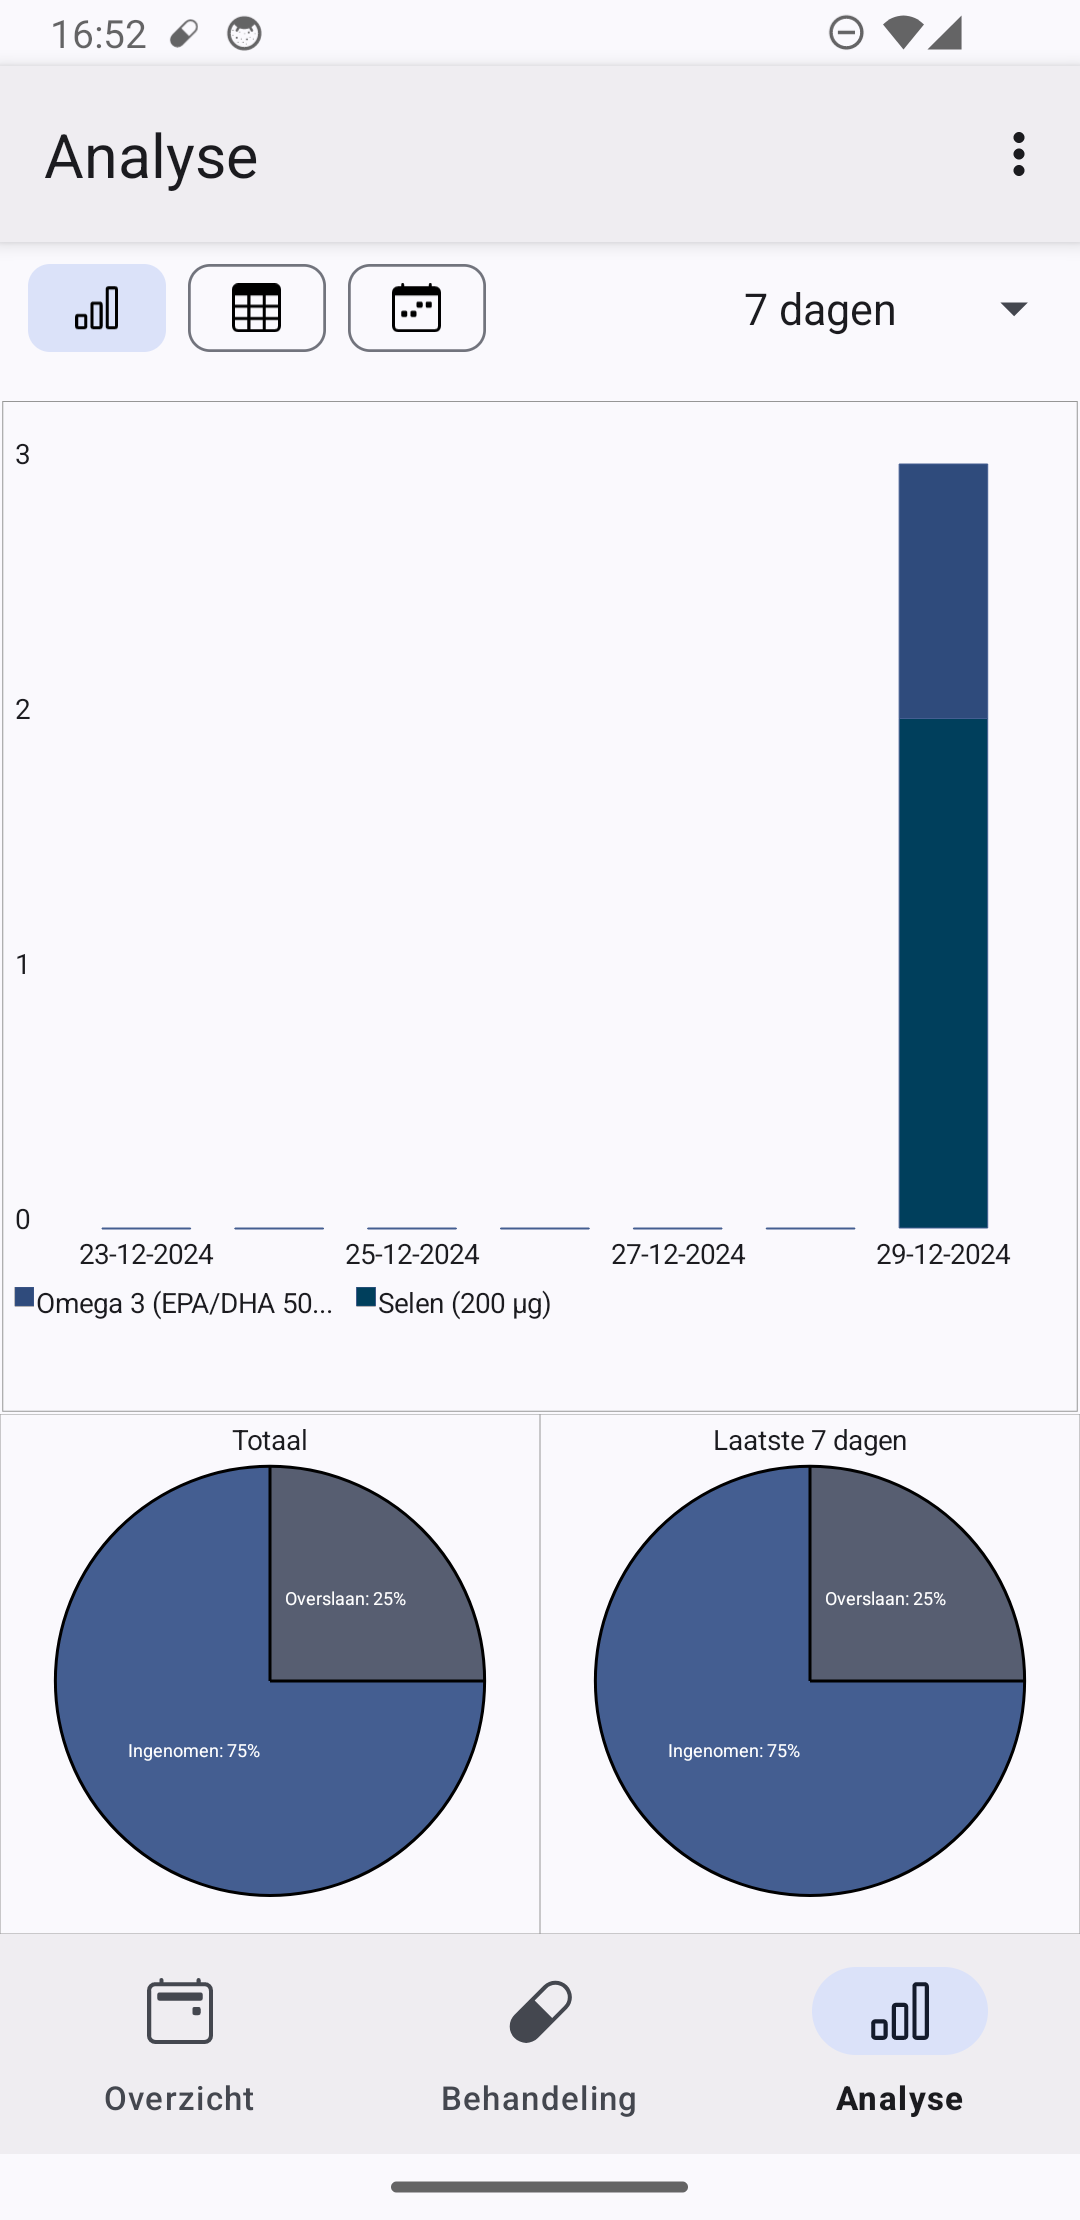 16:52
Analyse
7 dagen
3
2
1
0
23-12-2024 25-12-2024 27-12-2024 29-12-2024
Omega 3 (EPA/DHA 50... Selen (200 µg)
Totaal
Overslaan: 25%
Ingenomen: 75%
Laatste 7 dagen
Overslaan: 25%
Ingenomen: 75%
Overzicht Behandeling Analyse